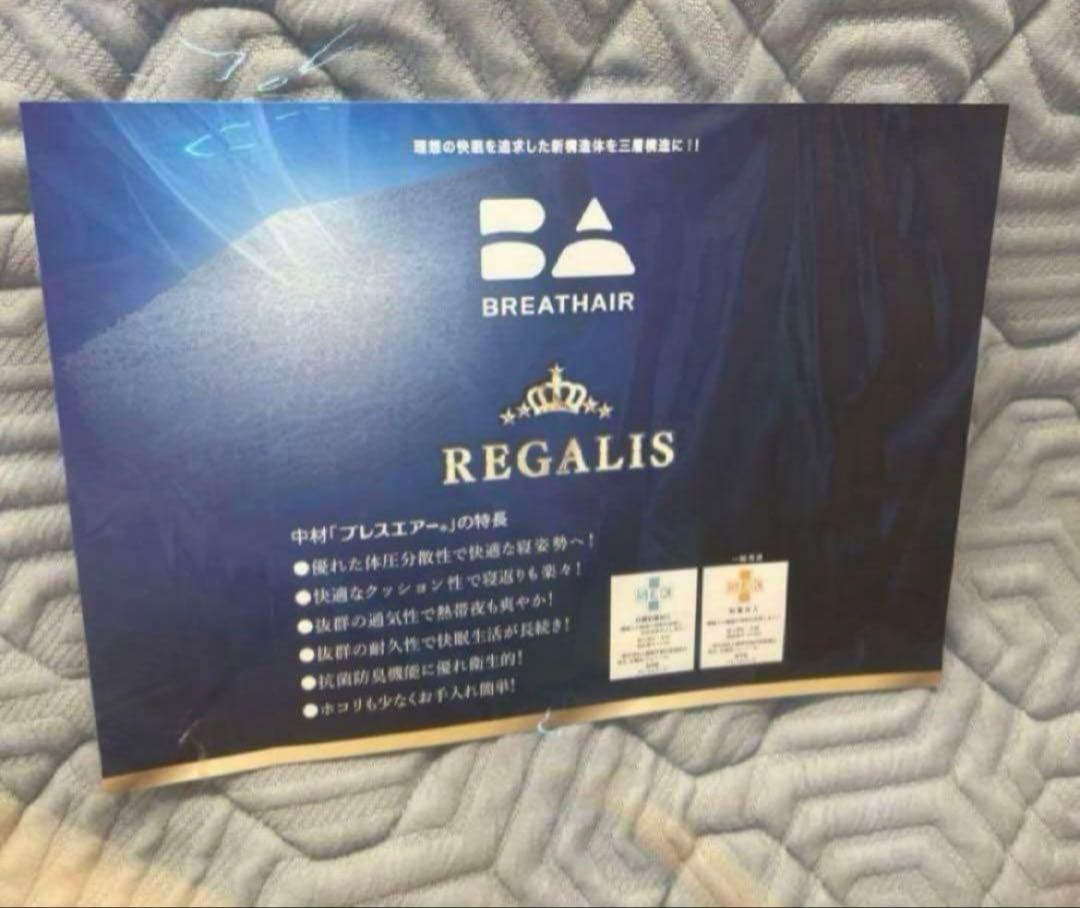 理想の快眠を追求した新構造体を三層構造に!!
BA
BREATHAIR
REGALIS
中材「ブレスエアー®」の特長
●優れた体圧分散性で快適な寝姿勢へ!
●快適なクッション性で寝返りも楽々!
●抜群の通気性で熱帯夜も爽やか!
●抜群の耐久性で快眠生活が長続き!
●抗菌防臭機能に優れ衛生的!
●ホコリも少なくお手入れ簡単!